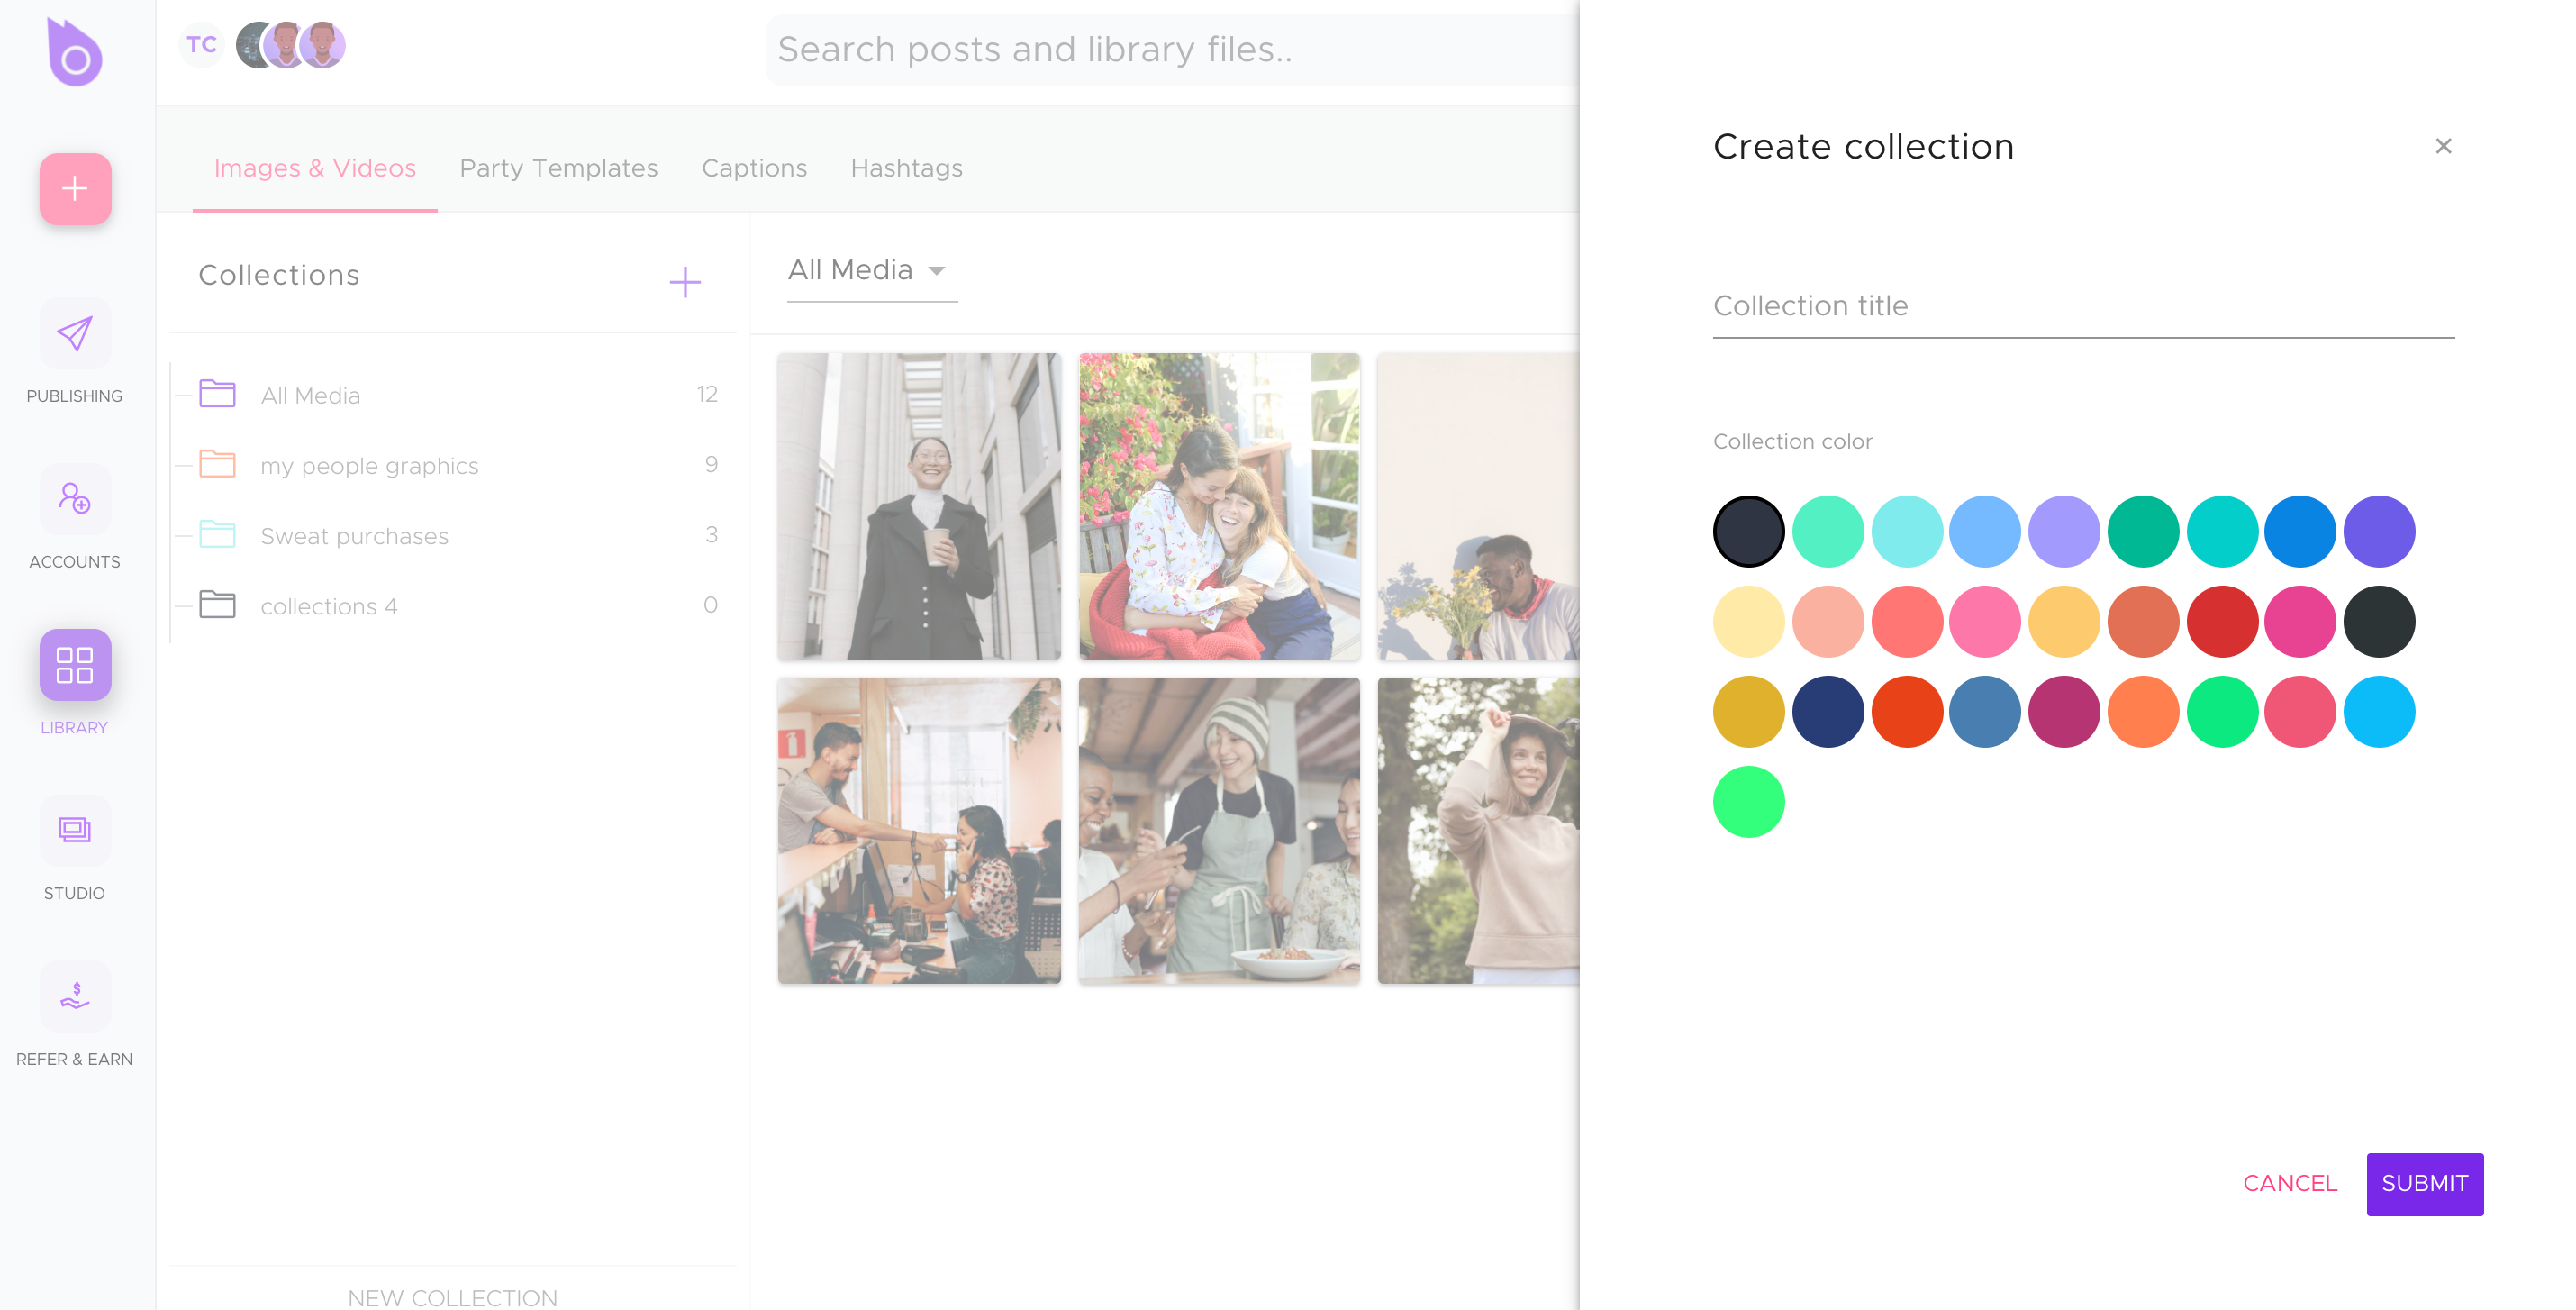 TC
Search posts and library files..
Images & Videos
Party Templates
Captions
Hashtags
Collections
All Media
All Media 12
my people graphics 9
Sweat purchases 3
collections 4 0
NEW COLLECTION
PUBLISHING
ACCOUNTS
LIBRARY
STUDIO
REFER & EARN
Create collection
Collection title
Collection color
CANCEL
SUBMIT